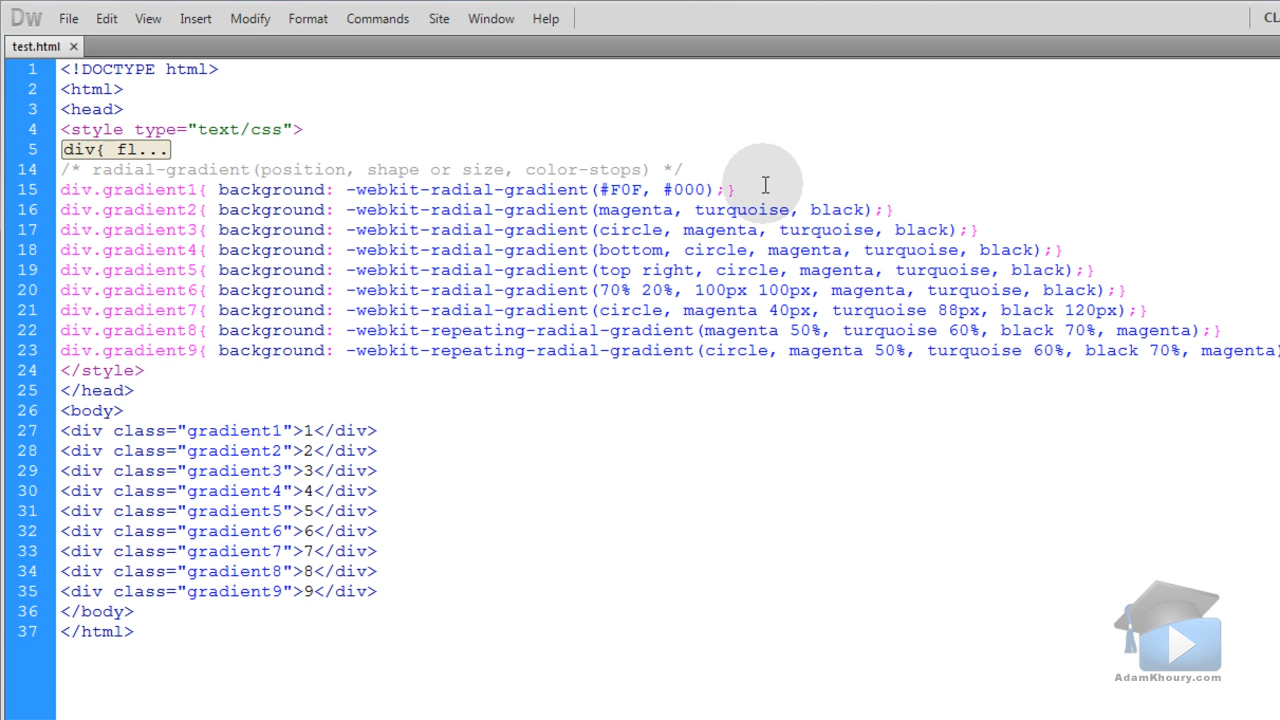 Dw File Edit View Insert Modify Format Commands Site Window Help CL
test.html ×
1 <!DOCTYPE html>
2 <html>
3 <head>
4 <style type="text/css">
5 div{ fl...
14 /* radial-gradient(position, shape or size, color-stops) */
15 div.gradient1{ background: -webkit-radial-gradient(#F0F, #000);}
16 div.gradient2{ background: -webkit-radial-gradient(magenta, turquoise, black);}
17 div.gradient3{ background: -webkit-radial-gradient(circle, magenta, turquoise, black);}
18 div.gradient4{ background: -webkit-radial-gradient(bottom, circle, magenta, turquoise, black);}
19 div.gradient5{ background: -webkit-radial-gradient(top right, circle, magenta, turquoise, black);}
20 div.gradient6{ background: -webkit-radial-gradient(70% 20%, 100px 100px, magenta, turquoise, black);}
21 div.gradient7{ background: -webkit-radial-gradient(circle, magenta 40px, turquoise 88px, black 120px);}
22 div.gradient8{ background: -webkit-repeating-radial-gradient(magenta 50%, turquoise 60%, black 70%, magenta);}
23 div.gradient9{ background: -webkit-repeating-radial-gradient(circle, magenta 50%, turquoise 60%, black 70%, magenta)
24 </style>
25 </head>
26 <body>
27 <div class="gradient1">1</div>
28 <div class="gradient2">2</div>
29 <div class="gradient3">3</div>
30 <div class="gradient4">4</div>
31 <div class="gradient5">5</div>
32 <div class="gradient6">6</div>
33 <div class="gradient7">7</div>
34 <div class="gradient8">8</div>
35 <div class="gradient9">9</div>
36 </body>
37 </html>
AdamKhoury.com